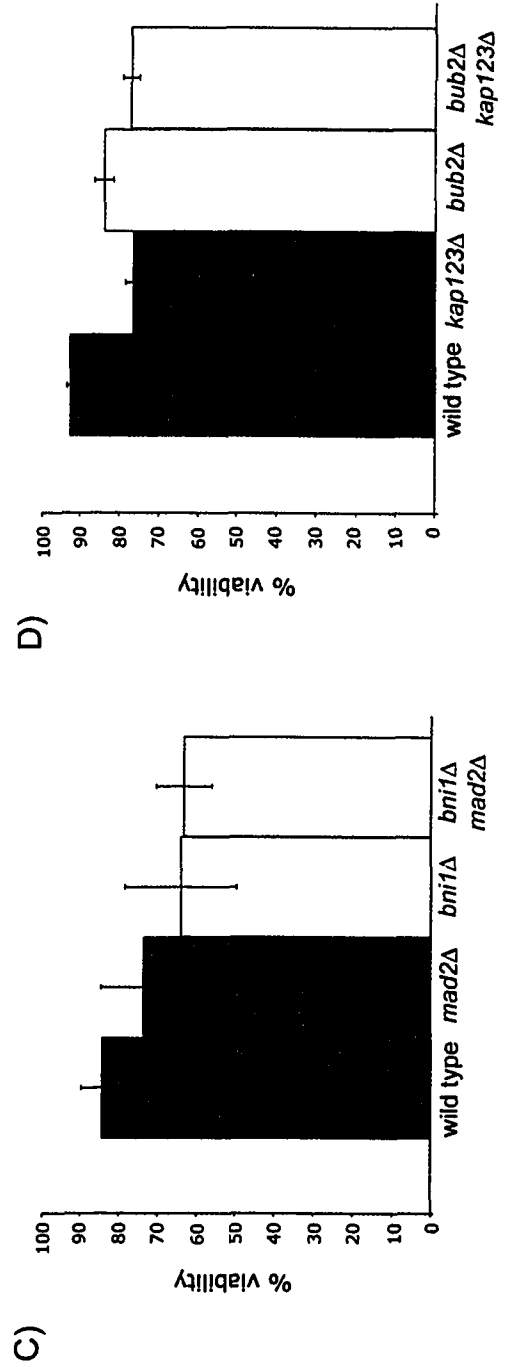 C)
% viability
100
90
80
70
60
50
40
30
20
10
0
wild type mad2Δ bni1Δ bni1Δ
mad2Δ
D)
% viability
100
90
80
70
60
50
40
30
20
10
0
wild type kap123Δ bub2Δ bub2Δ
kap123Δ